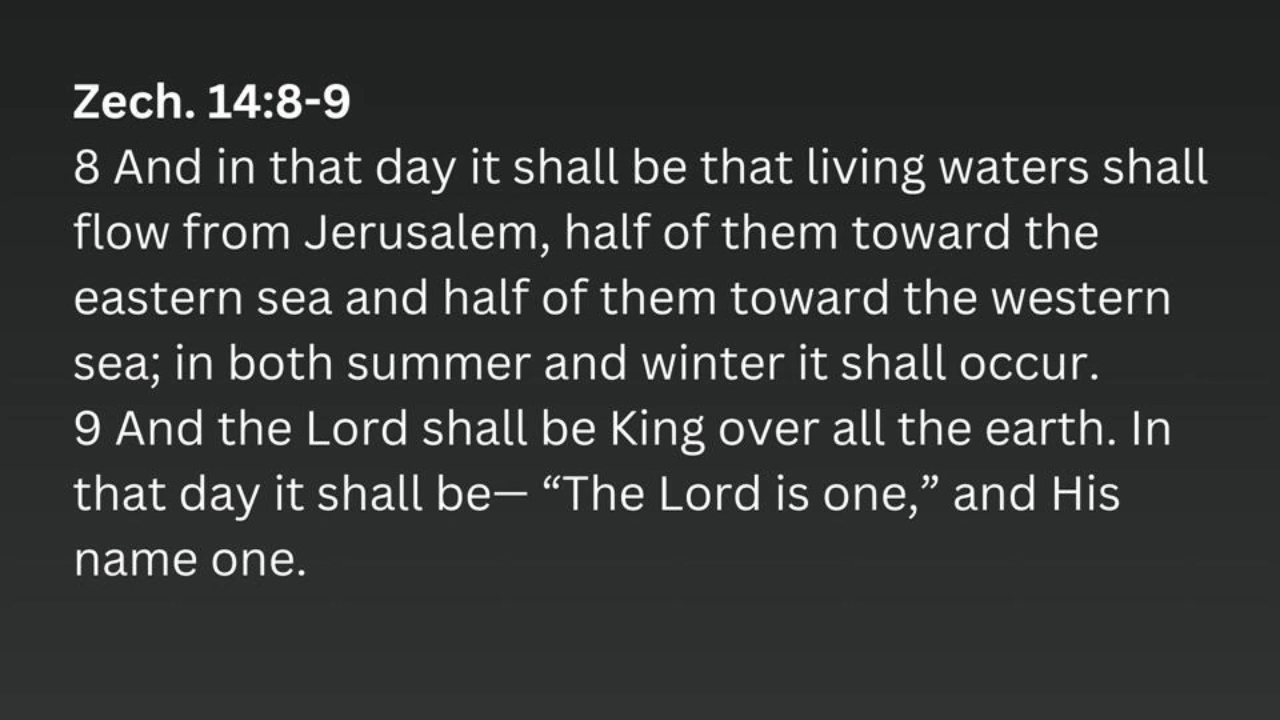 Zech. 14:8-9
8 And in that day it shall be that living waters shall
flow from Jerusalem, half of them toward the
eastern sea and half of them toward the western
sea; in both summer and winter it shall occur.
9 And the Lord shall be King over all the earth. In
that day it shall be— “The Lord is one,” and His
name one.